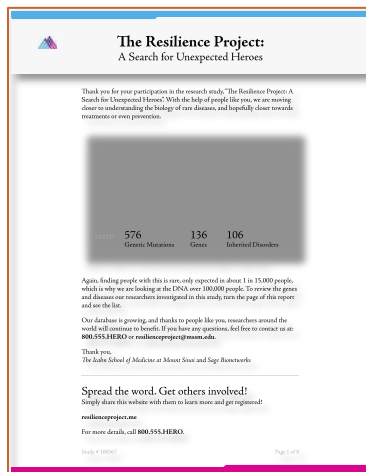 The Resilience Project:
A Search for Unexpected Heroes
Thank you for your participation in the research study, "The Resilience Project: A
Search for Unexpected Heroes". With the help of people like you, we are moving
closer to understanding the biology of rare diseases, and hopefully closer towards
treatments or even prevention.
576
136
106
Genetic Mutations
Genes
Inherited Disorders
Again, finding people with this is rare, only expected in about 1 in 15,000 people,
which is why we are looking at the DNA over 100,000 people. To review the genes
and diseases our researchers investigated in this study, turn the page of this report
and see the list.
Our database is growing, and thanks to people like you, researchers around the
world will continue to benefit. If you have any questions, feel free to contact us at:
800.555.HERO or resilienceproject@mssm.edu.
Thank you,
The Icahn School of Medicine at Mount Sinai and Sage Bionetworks
Spread the word. Get others involved!
Simply share this website with them to learn more and get registered!
resilienceproject.me
For more details, call 800.555.HERO.
Study #
Page 1 of 8